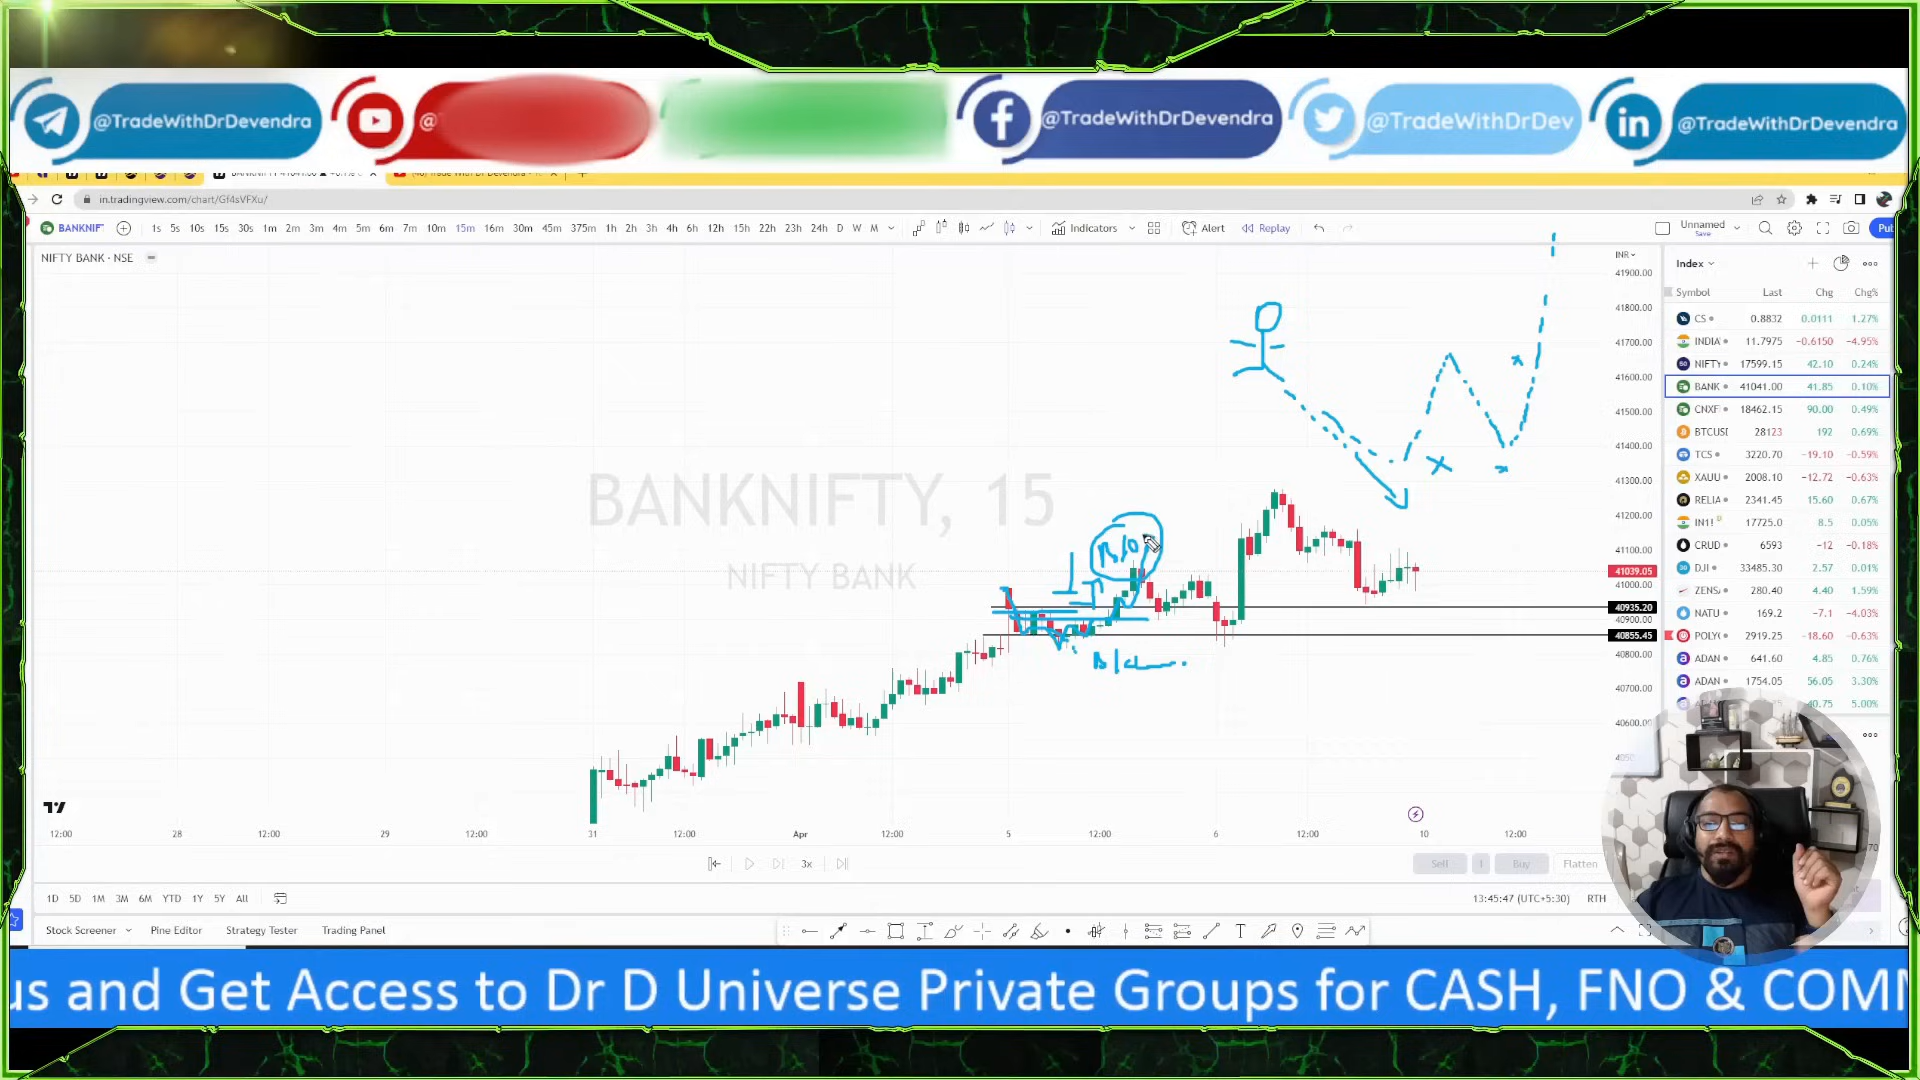 @TradeWithDrDevendra
@
@TradeWithDrDevendra
@TradeWithDrDev
@TradeWithDrDevendra
in.tradingview.com/chart/Gf4sVFXu/
BANKNIF
1s 5s 10s 15s 30s 1m 2m 3m 4m 5m 6m 7m 10m 15m 16m 30m 45m 375m 1h 2h 3h 4h 6h 12h 15h 22h 23h 24h D W M
Indicators
Alert
Replay
Unnamed
Save
Pu
NIFTY BANK · NSE
INR
41900.00
41800.00
41700.00
41600.00
41500.00
41400.00
41300.00
41200.00
41100.00
41039.05
41000.00
40935.20
40900.00
40855.45
40800.00
40700.00
40600.00
BANKNIFTY, 15
NIFTY BANK
Index
Symbol Last Chg Chg%
CS 0.8832 0.0111 1.27%
INDIA 11.7975 -0.6150 -4.95%
NIFTY 17599.15 42.10 0.24%
BANK 41041.00 41.85 0.10%
CNXF 18462.15 90.00 0.49%
BTCUSI 28123 192 0.69%
TCS 3220.70 -19.10 -0.59%
XAUU 2008.10 -12.72 -0.63%
RELIA 2341.45 15.60 0.67%
IN1! D 17725.0 8.5 0.05%
CRUD 6593 -12 -0.18%
DJI 33485.30 2.57 0.01%
ZENS 280.40 4.40 1.59%
NATU 169.2 -7.1 -4.03%
POLY 2919.25 -18.60 -0.63%
ADAN 641.60 4.85 0.76%
ADAN 1754.05 56.05 3.30%
40.75 5.00%
12:00 28 12:00 29 12:00 31 12:00 Apr 12:00 5 12:00 6 12:00 10 12:00
3x
Sell 1 Buy Flatten
70
1D 5D 1M 3M 6M YTD 1Y 5Y All
13:45:47 (UTC+5:30) RTH
Stock Screener Pine Editor Strategy Tester Trading Panel
us and Get Access to Dr D Universe Private Groups for CASH, FNO & COMM